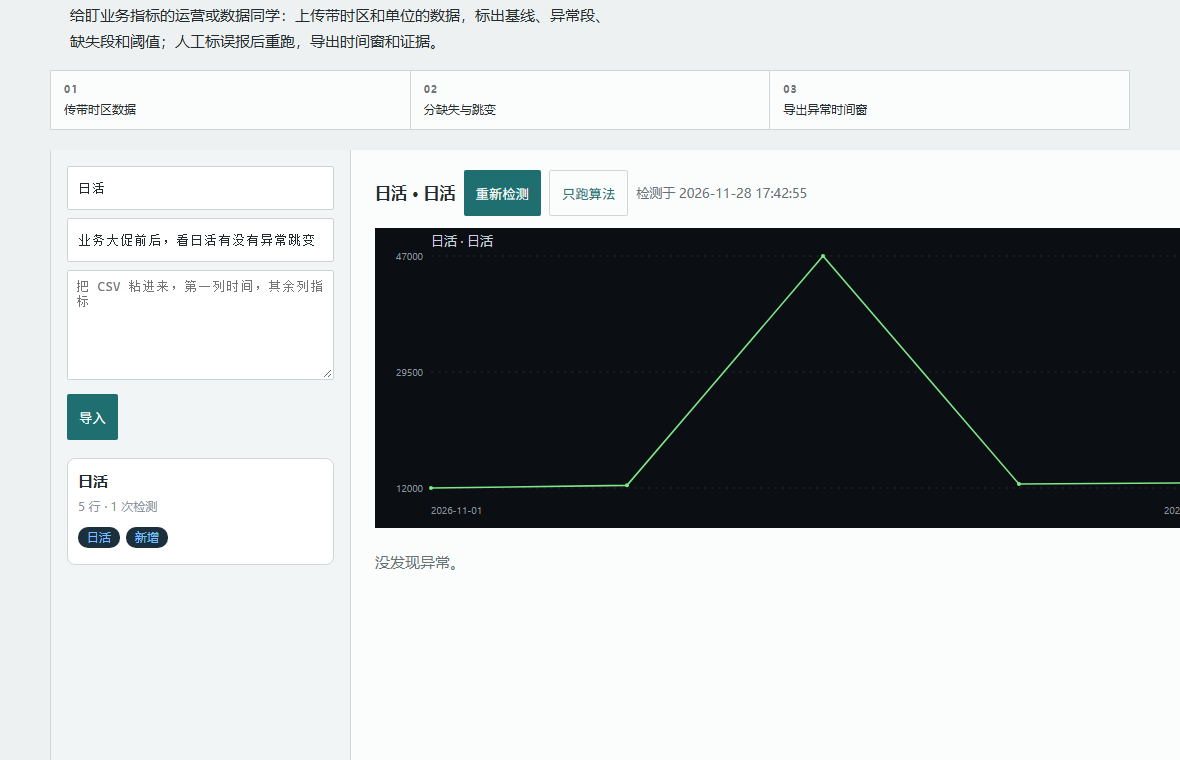 给盯业务指标的运营或数据同学：上传带时区和单位的数据，标出基线、异常段、
缺失段和阈值；人工标误报后重跑，导出时间窗和证据。
01
传带时区数据
02
分缺失与跳变
03
导出异常时间窗
日活
业务大促前后，看日活有没有异常跳变
把 CSV 粘进来，第一列时间，其余列指
标
导入
日活
5 行 · 1 次检测
日活 新增
日活 • 日活 重新检测 只跑算法 检测于 2026-11-28 17:42:55
日活 · 日活
47000
29500
12000
2026-11-01
202
没发现异常。